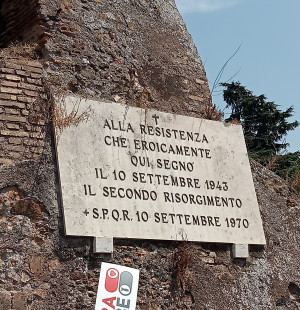 ALLA RESISTENZA
CHE EROICAMENTE
QUI SEGNÒ
IL 10 SETTEMBRE 1943
IL SECONDO RISORGIMENTO
+ S.P.Q.R. 10 SETTEMBRE 1970